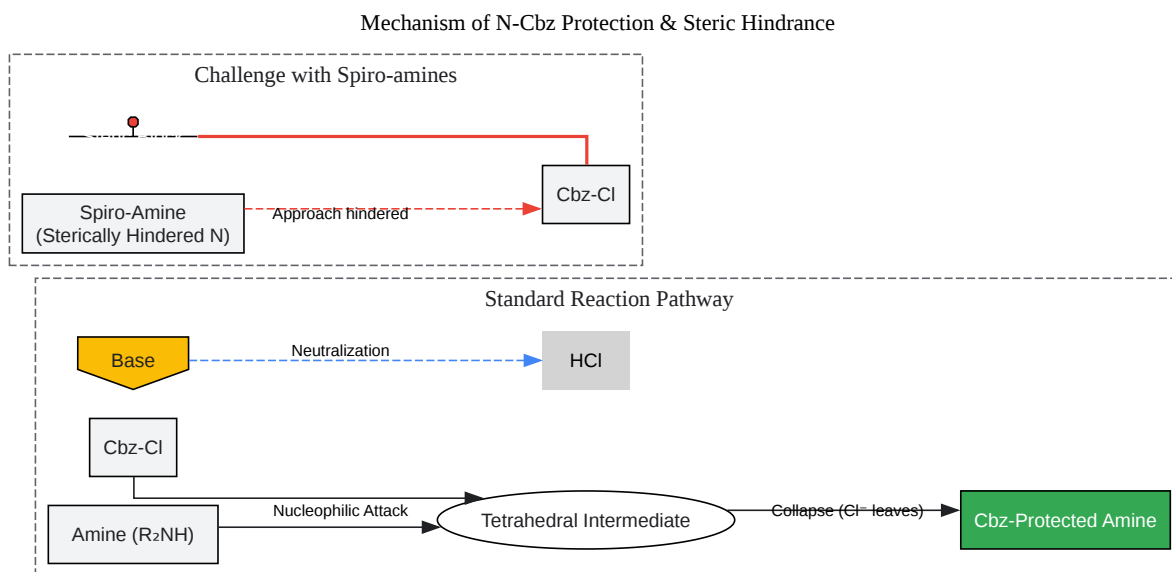 Mechanism of N-Cbz Protection & Steric Hindrance
Challenge with Spiro-amines
Cbz-Cl
Spiro-Amine
(Sterically Hindered N)
Approach hindered
Standard Reaction Pathway
Base
Neutralization
HCl
Cbz-Cl
Amine (R₂NH)
Nucleophilic Attack
Tetrahedral Intermediate
Collapse (Cl⁻ leaves)
Cbz-Protected Amine